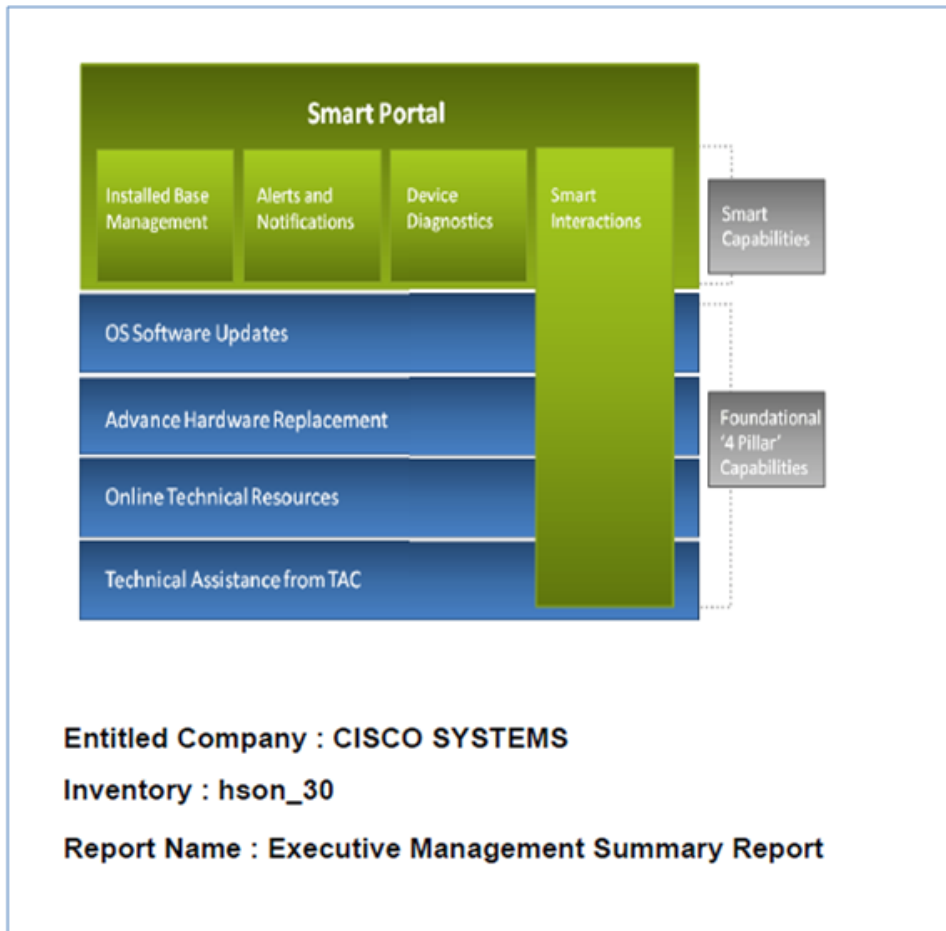 Smart Portal
Installed Base
Management
Alerts and
Notifications
Device
Diagnostics
Smart
Interactions
Smart
Capabilities
OS Software Updates
Advance Hardware Replacement
Online Technical Resources
Technical Assistance from TAC
Foundational
‘4 Pillar’
Capabilities
Entitled Company : CISCO SYSTEMS
Inventory : hson_30
Report Name : Executive Management Summary Report